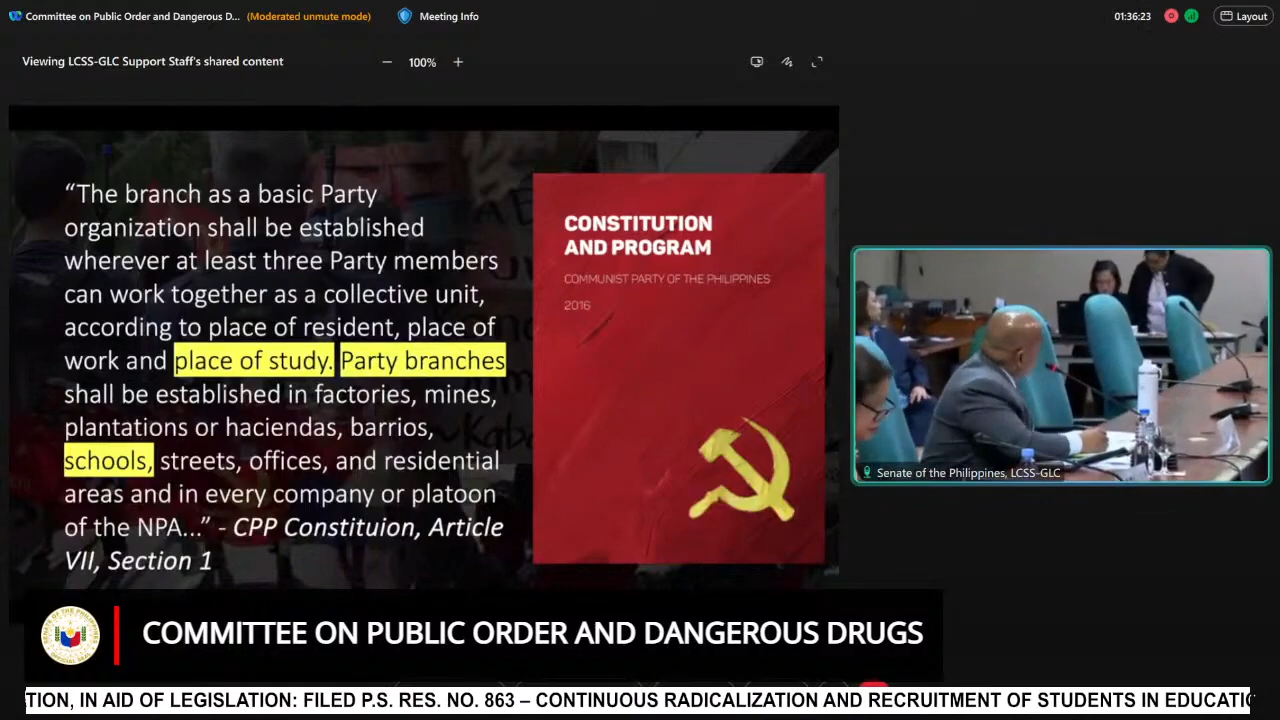 Committee on Public Order and Dangerous D... (Moderated unmute mode) Meeting Info 01:36:23 Layout
Viewing LCSS-GLC Support Staff's shared content 100%
“The branch as a basic Party
organization shall be established
wherever at least three Party members
can work together as a collective unit,
according to place of resident, place of
work and place of study. Party branches
shall be established in factories, mines,
plantations or haciendas, barrios,
schools, streets, offices, and residential
areas and in every company or platoon
of the NPA...” - CPP Constituion, Article
VII, Section 1
CONSTITUTION
AND PROGRAM
COMMUNIST PARTY OF THE PHILIPPINES
2016
Senate of the Philippines, LCSS-GLC
COMMITTEE ON PUBLIC ORDER AND DANGEROUS DRUGS
TION, IN AID OF LEGISLATION: FILED P.S. RES. NO. 863 – CONTINUOUS RADICALIZATION AND RECRUITMENT OF STUDENTS IN EDUCATIO